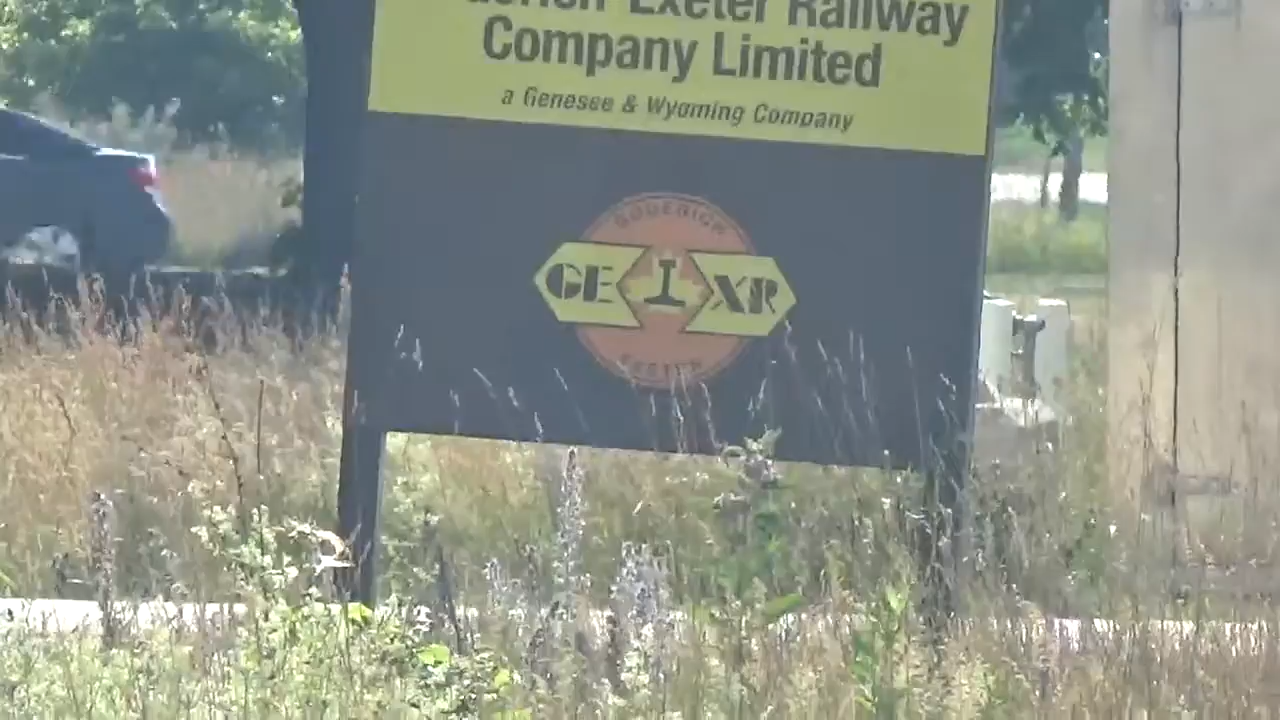 Exeter Railway
Company Limited
a Genesee & Wyoming Company
GODERICH
GE XR
EXETER